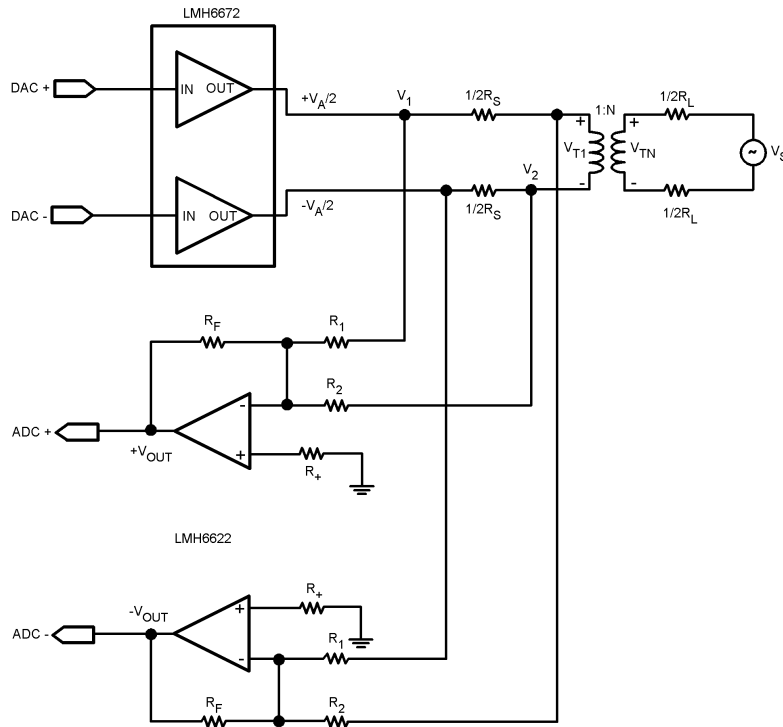 LMH6672
DAC +
IN OUT
+V_A/2
V_1
1/2R_S
1:N
1/2R_L
+
+
V_T1
V_TN
~
V_S
-
-
V_2
DAC -
IN OUT
-V_A/2
1/2R_S
1/2R_L
R_F
R_1
R_2
-
ADC +
+V_OUT
+
R_+
LMH6622
R_+
-V_OUT
+
ADC -
R_1
-
R_F
R_2